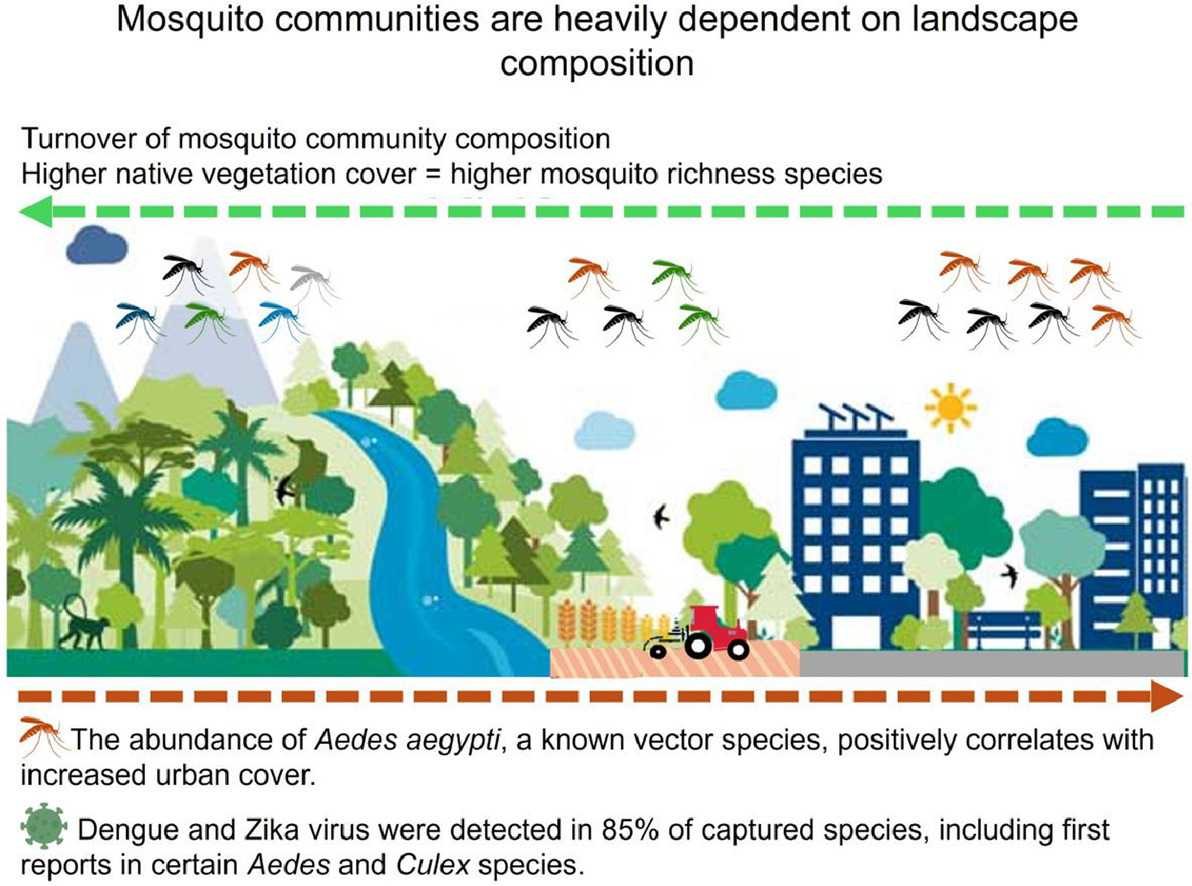 Mosquito communities are heavily dependent on landscape
composition
Turnover of mosquito community composition
Higher native vegetation cover = higher mosquito richness species
The abundance of Aedes aegypti, a known vector species, positively correlates with
increased urban cover.
Dengue and Zika virus were detected in 85% of captured species, including first
reports in certain Aedes and Culex species.